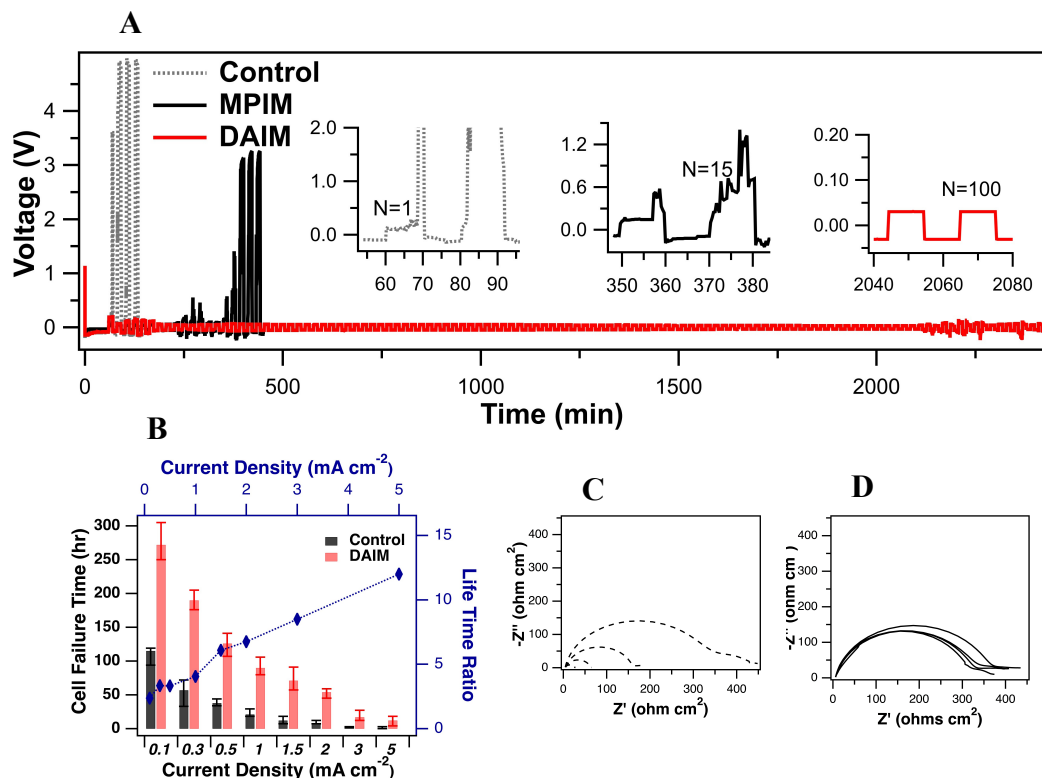 A
Control
MPIM
DAIM
Voltage (V)
4
3
2
1
0
2.0
1.0
0.0
N=1
60 70 80 90
1.2
0.6
0.0
N=15
350 360 370 380
0.20
0.10
0.00
N=100
2040 2060 2080
0 500 1000 1500 2000
Time (min)
B
Current Density (mA cm-2)
0 1 2 3 4 5
Cell Failure Time (hr)
300
250
200
150
100
50
0
Control
DAIM
15
10
5
0
Life Time Ratio
0.1 0.3 0.5 1 1.5 2 3 5
Current Density (mA cm-2)
C
-Z'' (ohm cm2)
400
300
200
100
0
0 100 200 300 400
Z' (ohm cm2)
D
-Z'' (ohm cm2)
400
300
200
100
0
0 100 200 300 400
Z' (ohms cm2)